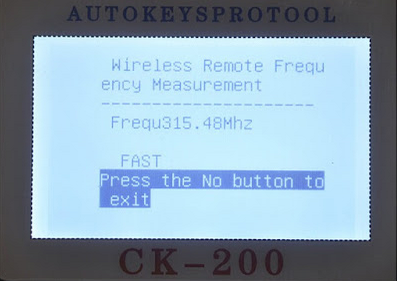 AUTOKEYSPROTOOL
Wireless Remote Frequ
ency Measurement
---------------------
Frequ315.48Mhz
FAST
Press the No button to
exit
CK-200